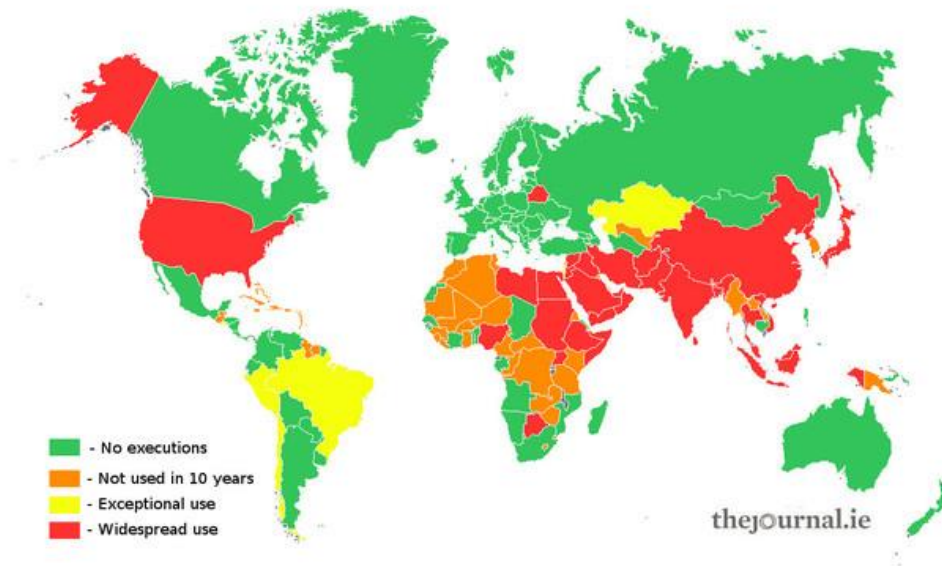 - No executions
- Not used in 10 years
- Exceptional use
- Widespread use
thejournal.ie